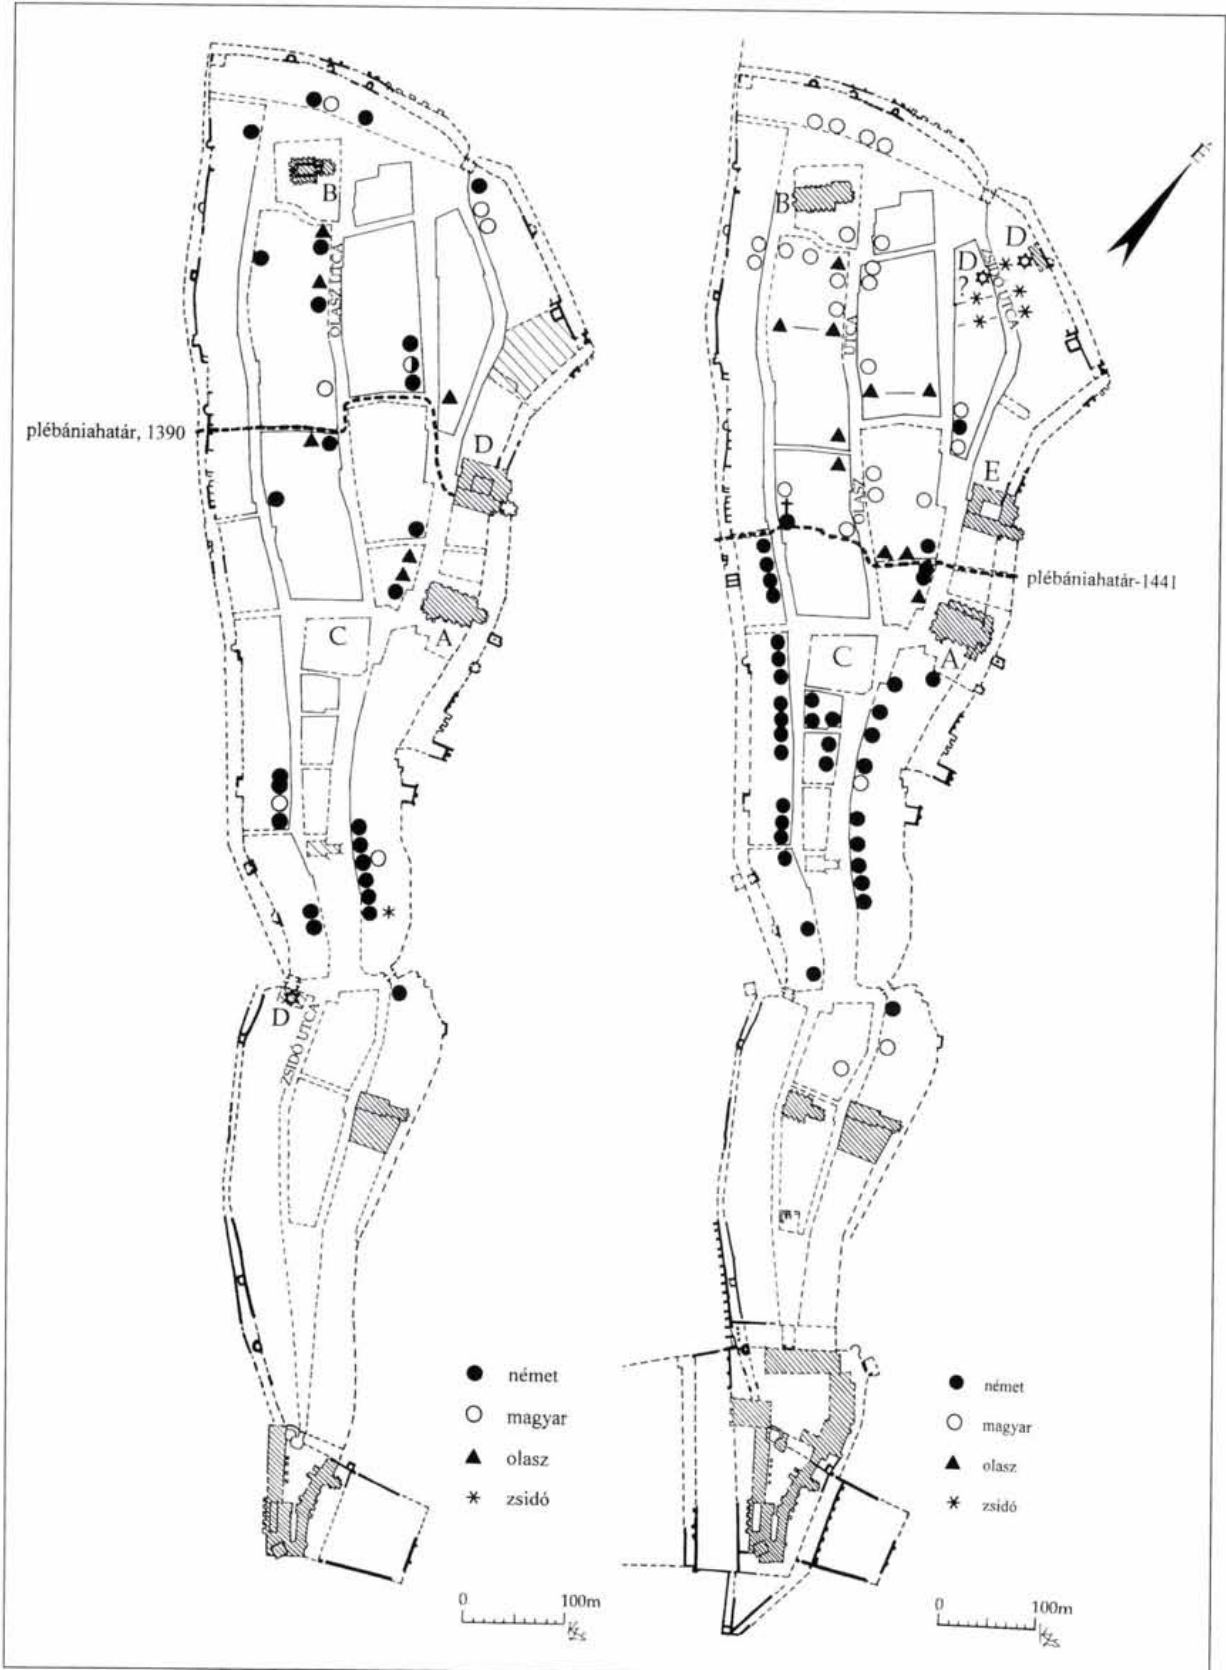 B
OLASZ UTCA
plébániahatár, 1390
D
C
A
D
ZSIDÓ UTCA
német
magyar
olasz
zsidó
0 100m
É
B
D
D
?
ZSIDÓ UTCA
UTCA
OLASZ
E
plébániahatár-1441
C
A
német
magyar
olasz
zsidó
0 100m